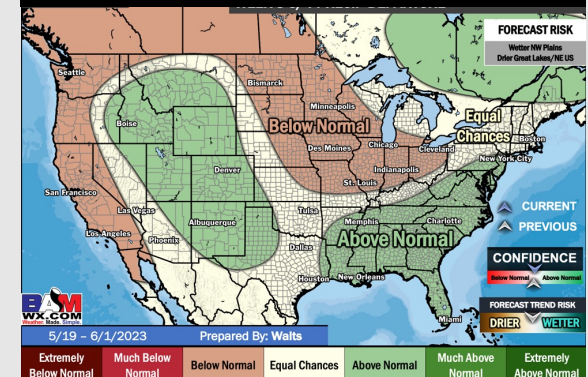 FORECAST RISK
Wetter NW Plains
Drier Great Lakes/NE US
Seattle
Bismarck
Minneapolis
Boise
Below Normal
Equal
Chances
Boston
Des Moines
Chicago
Cleveland
New York City
Denver
Indianapolis
St. Louis
San Francisco
Las Vegas
Tulsa
CURRENT
Albuquerque
Memphis
Charlotte
PREVIOUS
Los Angeles
Phoenix
Above Normal
Dallas
CONFIDENCE
Below Normal
Above Normal
Houston
New Orleans
BAM
WX.COM
Weather. Made. Simple.
FORECAST TREND RISK
DRIER
WETTER
Miami
5/19 – 6/1/2023
Prepared By: Walts
Extremely
Below Normal
Much Below
Normal
Below Normal
Equal Chances
Above Normal
Much Above
Normal
Extremely
Above Normal